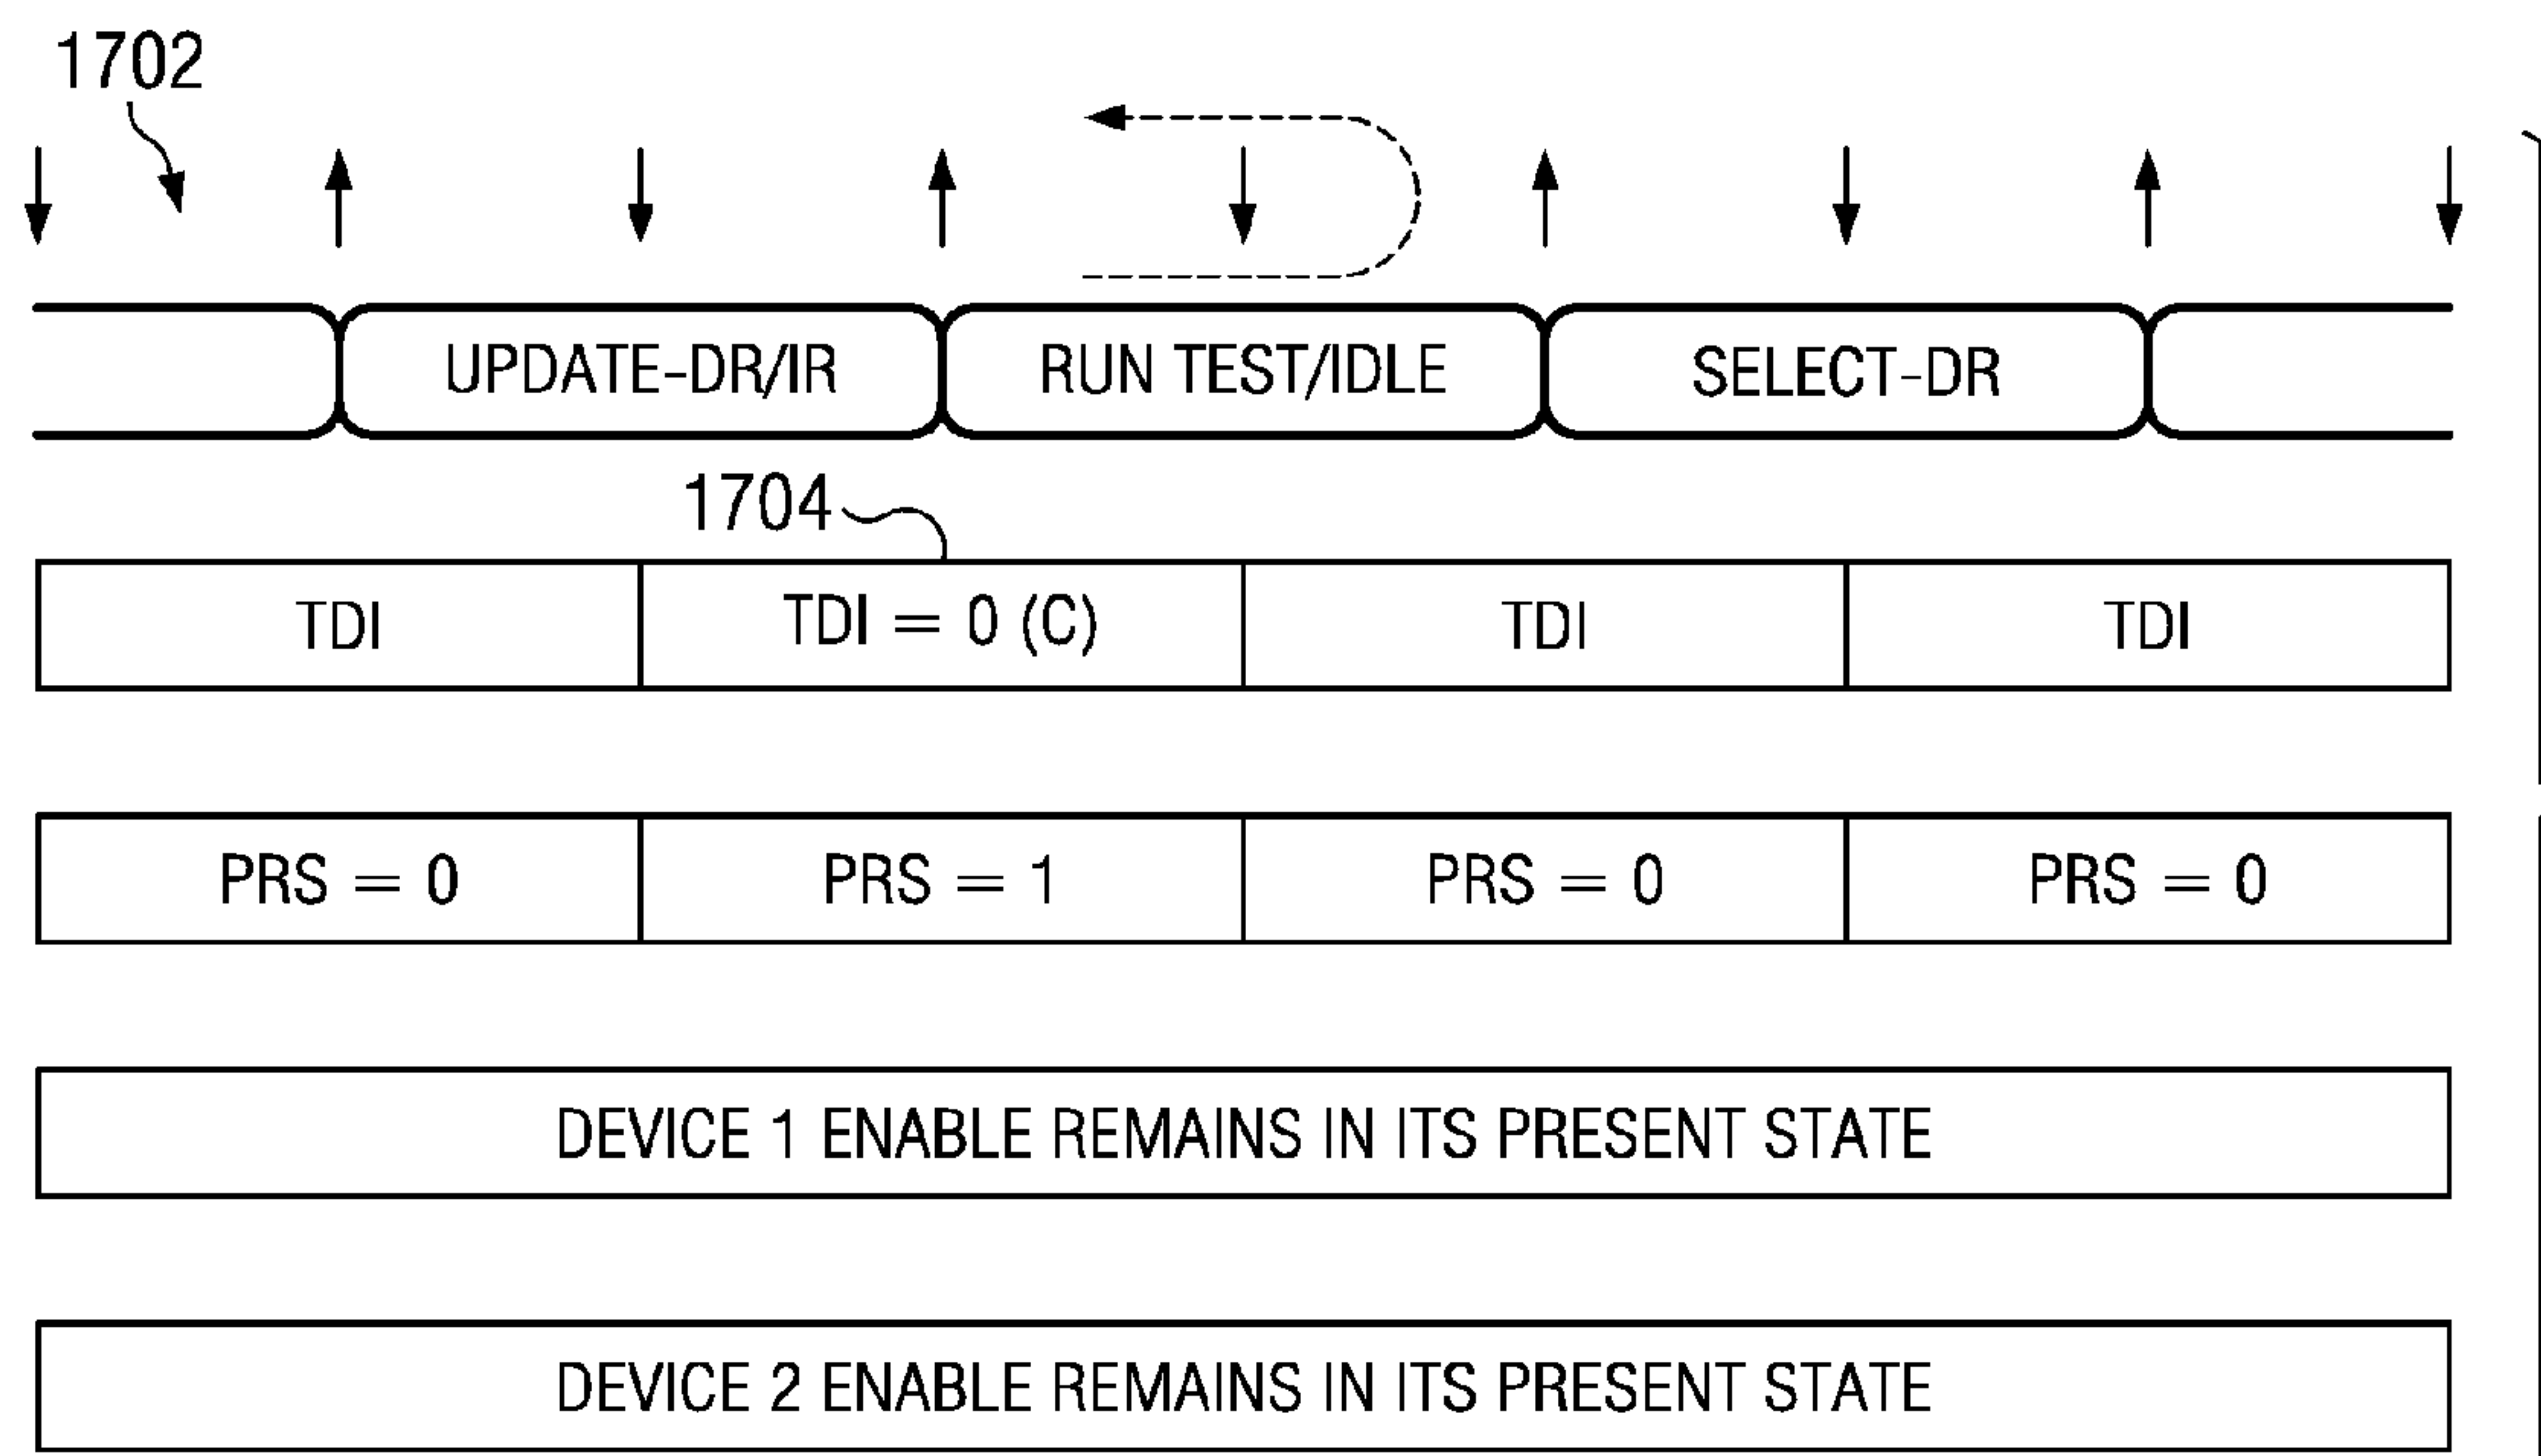 1702
UPDATE-DR/IR RUN TEST/IDLE SELECT-DR
1704
TDI TDI = 0 (C) TDI TDI
PRS = 0 PRS = 1 PRS = 0 PRS = 0
DEVICE 1 ENABLE REMAINS IN ITS PRESENT STATE
DEVICE 2 ENABLE REMAINS IN ITS PRESENT STATE